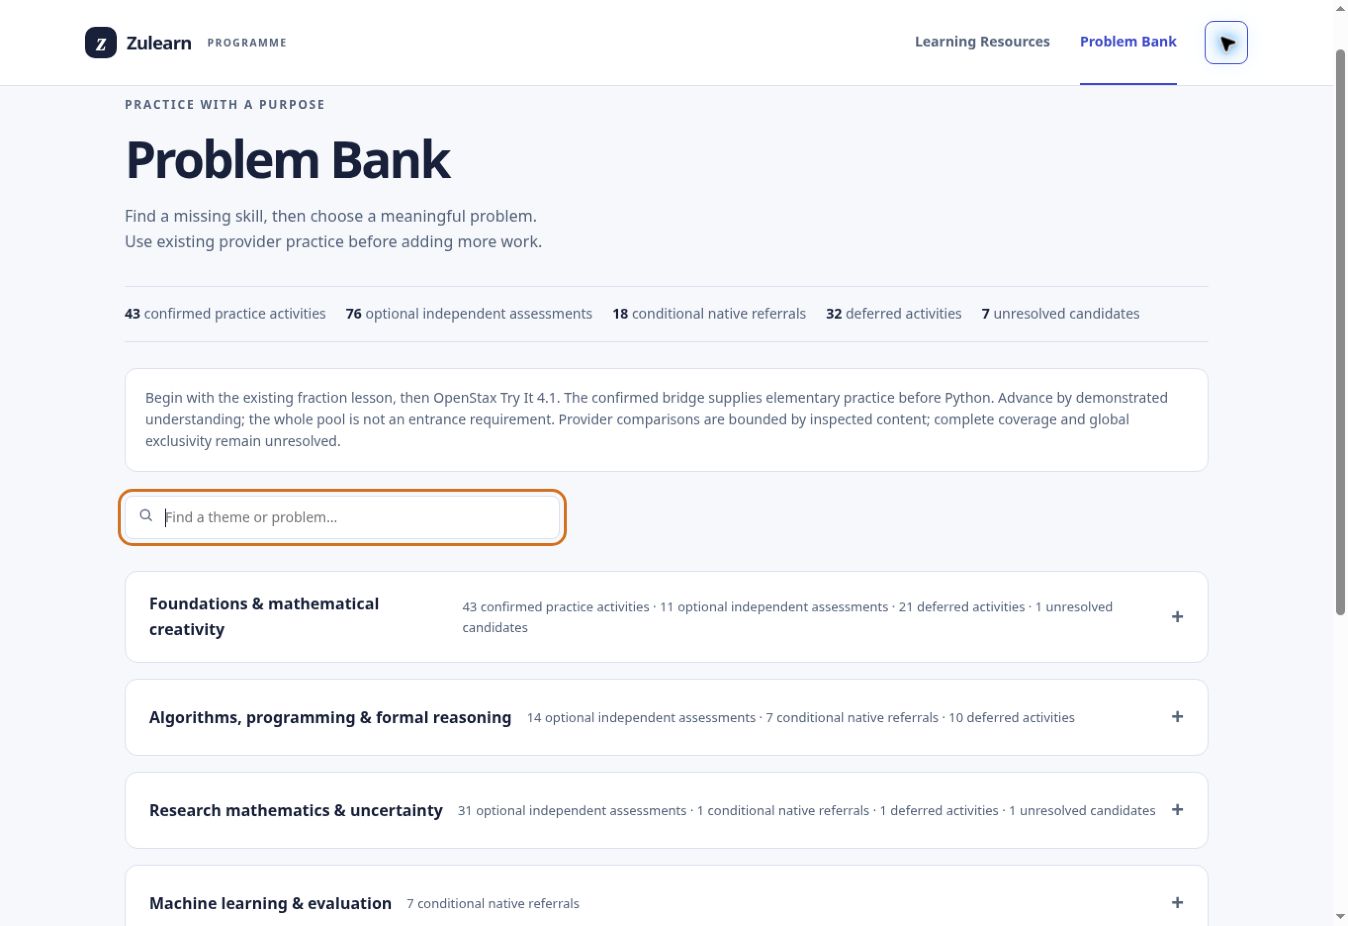 Z Zulearn PROGRAMME Learning Resources Problem Bank
PRACTICE WITH A PURPOSE
Problem Bank
Find a missing skill, then choose a meaningful problem.
Use existing provider practice before adding more work.
43 confirmed practice activities 76 optional independent assessments 18 conditional native referrals 32 deferred activities 7 unresolved candidates
Begin with the existing fraction lesson, then OpenStax Try It 4.1. The confirmed bridge supplies elementary practice before Python. Advance by demonstrated
understanding; the whole pool is not an entrance requirement. Provider comparisons are bounded by inspected content; complete coverage and global
exclusivity remain unresolved.
Find a theme or problem...
Foundations & mathematical
creativity
43 confirmed practice activities · 11 optional independent assessments · 21 deferred activities · 1 unresolved
candidates
+
Algorithms, programming & formal reasoning 14 optional independent assessments · 7 conditional native referrals · 10 deferred activities +
Research mathematics & uncertainty 31 optional independent assessments · 1 conditional native referrals · 1 deferred activities · 1 unresolved candidates +
Machine learning & evaluation 7 conditional native referrals +